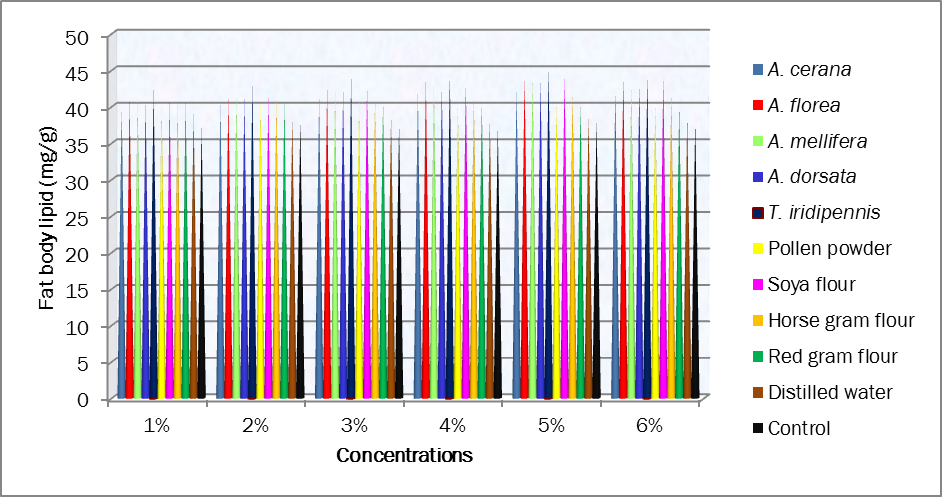 50
45
40
35
30
25
20
15
10
5
0
Fat body lipid (mg/g)
1%
2%
3%
4%
5%
6%
Concentrations
A. cerana
A. florea
A. mellifera
A. dorsata
T. iridipennis
Pollen powder
Soya flour
Horse gram flour
Red gram flour
Distilled water
Control